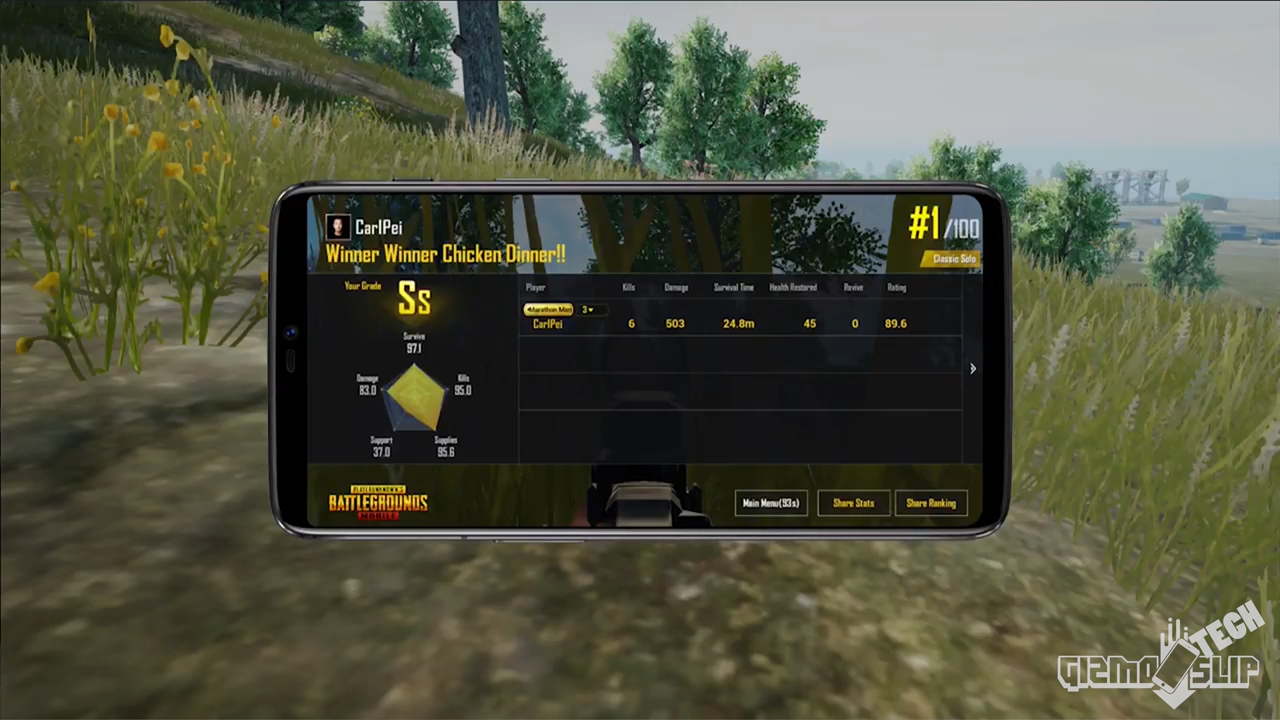 CarlPei
Winner Winner Chicken Dinner!!
#1/100
Classic Solo
Your Grade
Ss
Survive
97.1
Damage
83.0
Kills
95.0
Support
37.0
Supplies
95.6
Player Kills Damage Survival Time Health Restored Revive Rating
Marathon Man 3
CarlPei 6 503 24.8m 45 0 89.6
PLAYERUNKNOWN'S
BATTLEGROUNDS
MOBILE
Main Menu(93s) Share Stats Share Ranking
GIZMO SLIP
TECH